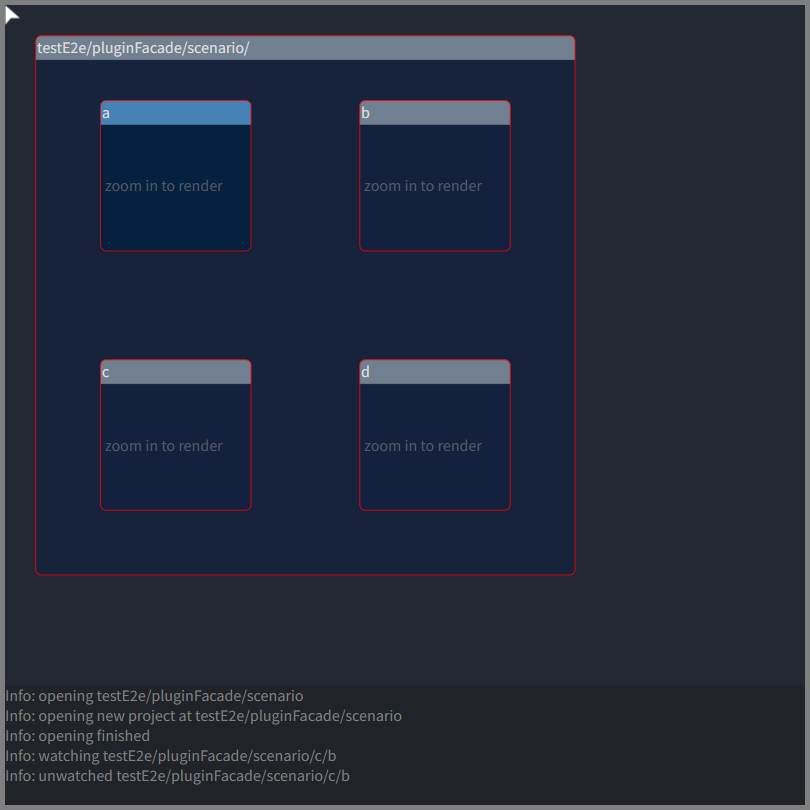 testE2e/pluginFacade/scenario/
a
b
zoom in to render
zoom in to render
c
d
zoom in to render
zoom in to render
Info: opening testE2e/pluginFacade/scenario
Info: opening new project at testE2e/pluginFacade/scenario
Info: opening finished
Info: watching testE2e/pluginFacade/scenario/c/b
Info: unwatched testE2e/pluginFacade/scenario/c/b